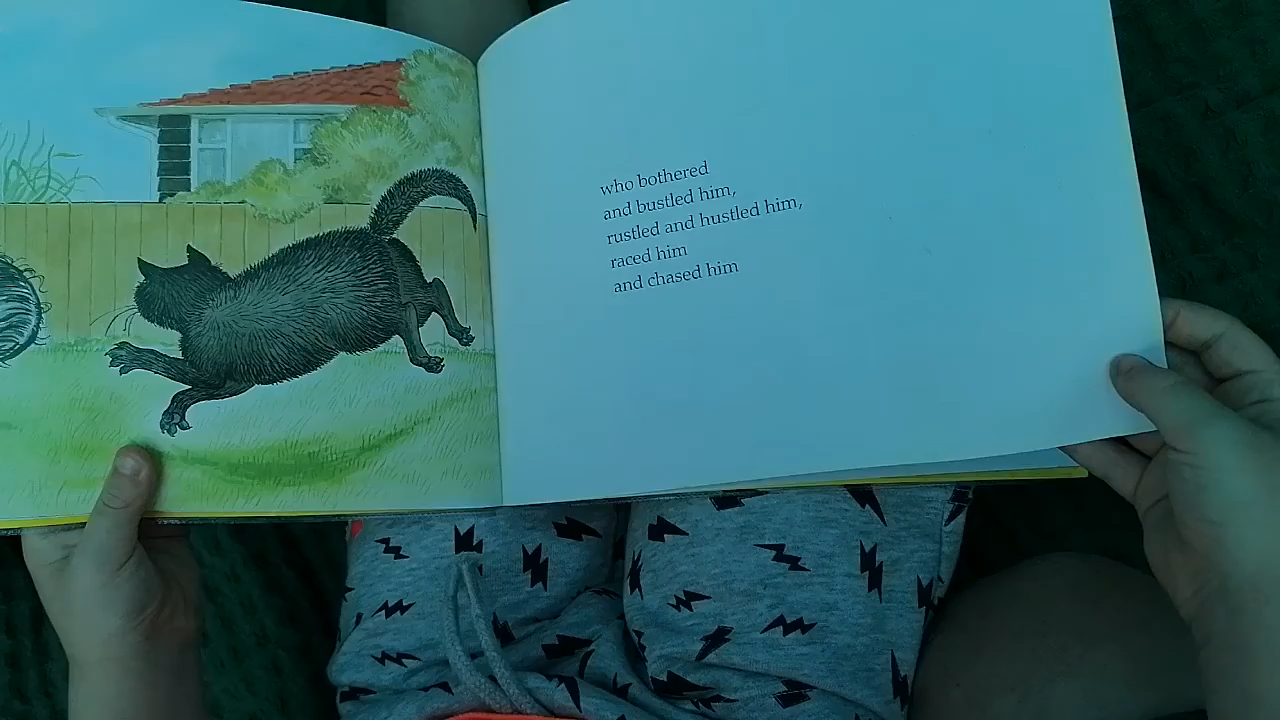 who bothered
and bustled him,
rustled and hustled him,
raced him
and chased him